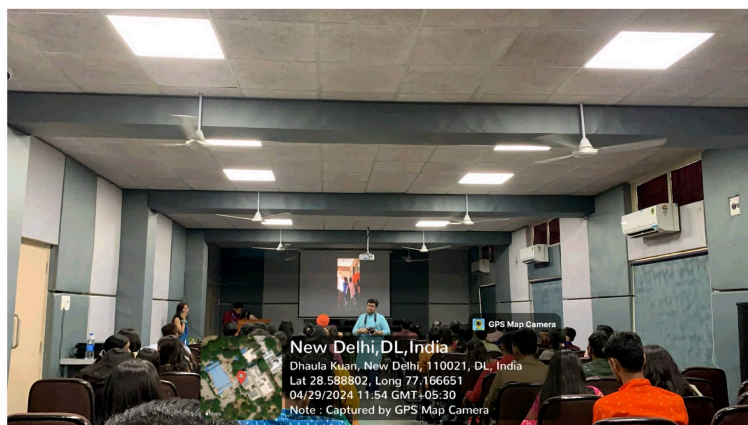 GPS Map Camera
New Delhi,DL,India
Dhaula Kuan, New Delhi, 110021, DL, India
Lat 28.588802, Long 77.166651
04/29/2024 11:54 GMT+05:30
Note : Captured by GPS Map Camera